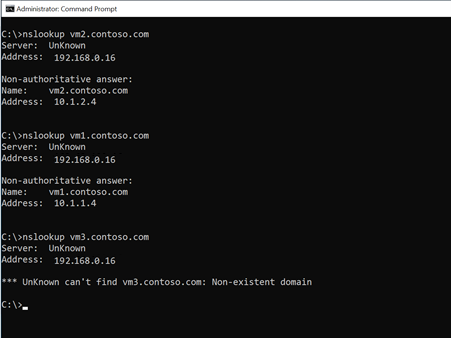 Administrator: Command Prompt
C:\>nslookup vm2.contoso.com
Server:  UnKnown
Address:  192.168.0.16
Non-authoritative answer:
Name:    vm2.contoso.com
Address:  10.1.2.4
C:\>nslookup vm1.contoso.com
Server:  UnKnown
Address:  192.168.0.16
Non-authoritative answer:
Name:    vm1.contoso.com
Address:  10.1.1.4
C:\>nslookup vm3.contoso.com
Server:  UnKnown
Address:  192.168.0.16
*** UnKnown can't find vm3.contoso.com: Non-existent domain
C:\>